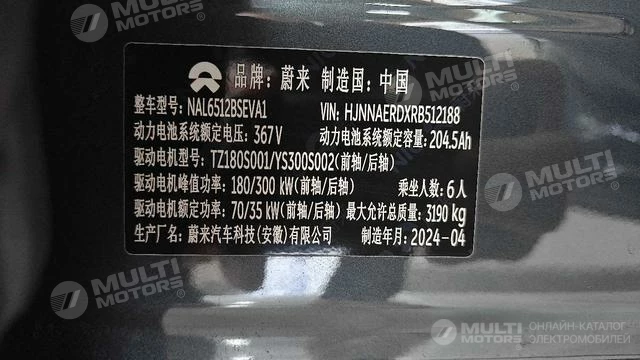 品牌：蔚来 制造国：中国
整车型号：NAL6512BSEVA1 VIN：HJNNAERDXRB512188
动力电池系统额定电压：367V 动力电池系统额定容量：204.5Ah
驱动电机型号：TZ180S001/YS300S002(前轴/后轴)
驱动电机峰值功率：180/300 kW(前轴/后轴) 乘坐人数：6人
驱动电机额定功率：70/35 kW(前轴/后轴) 最大允许总质量：3190 kg
生产厂名：蔚来汽车科技(安徽)有限公司 制造年月：2024-04
MULTI MOTORS
MULTI MOTORS
MULTI MOTORS
MULTI MOTORS
MULTI MOTORS ОНЛАЙН-КАТАЛОГ ЭЛЕКТРОМОБИЛЕЙ